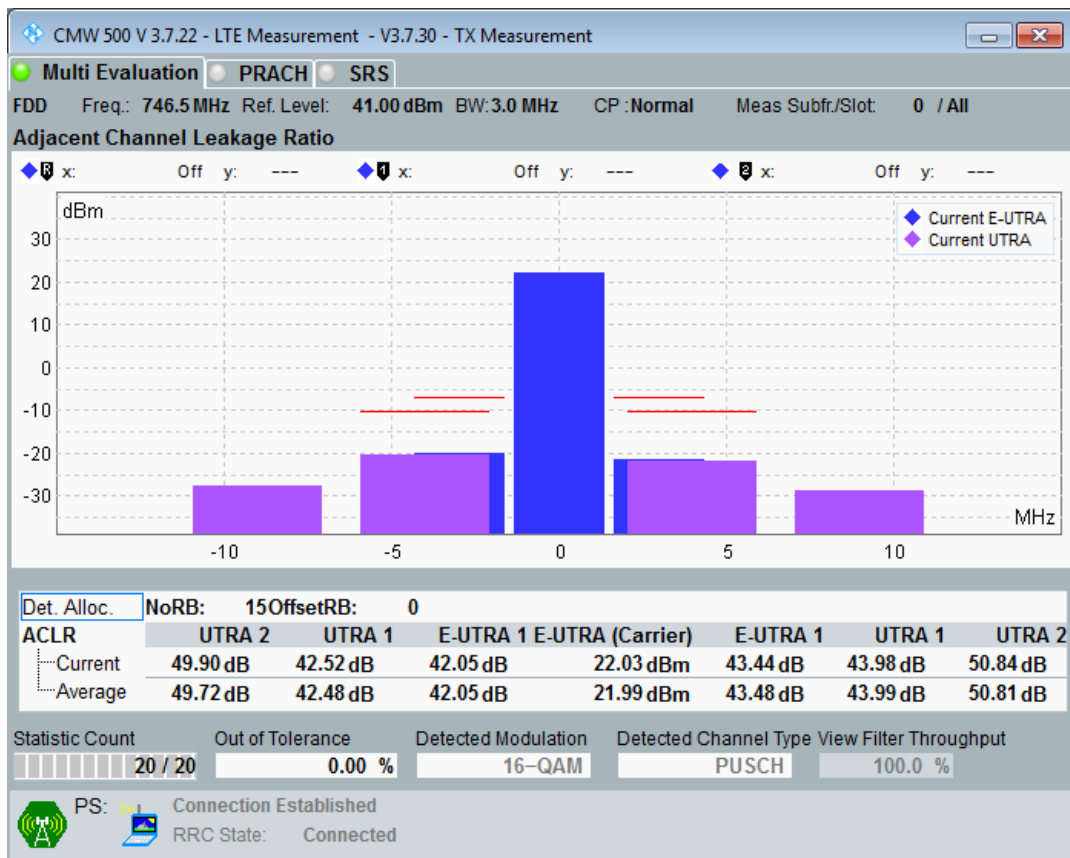 CMW 500 V 3.7.22 - LTE Measurement - V3.7.30 - TX Measurement
Multi Evaluation PRACH SRS
FDD Freq.: 746.5 MHz Ref. Level: 41.00 dBm BW: 3.0 MHz CP : Normal Meas Subfr./Slot: 0 / All
Adjacent Channel Leakage Ratio
R x: Off y: --- 1 x: Off y: --- 2 x: Off y: ---
dBm
Current E-UTRA
Current UTRA
30
20
10
0
-10
-20
-30
MHz
-10 -5 0 5 10
Det. Alloc. NoRB: 15 OffsetRB: 0
ACLR UTRA 2 UTRA 1 E-UTRA 1 E-UTRA (Carrier) E-UTRA 1 UTRA 1 UTRA 2
Current 49.90 dB 42.52 dB 42.05 dB 22.03 dBm 43.44 dB 43.98 dB 50.84 dB
Average 49.72 dB 42.48 dB 42.05 dB 21.99 dBm 43.48 dB 43.99 dB 50.81 dB
Statistic Count Out of Tolerance Detected Modulation Detected Channel Type View Filter Throughput
20 / 20 0.00 % 16-QAM PUSCH 100.0 %
PS: Connection Established
RRC State: Connected